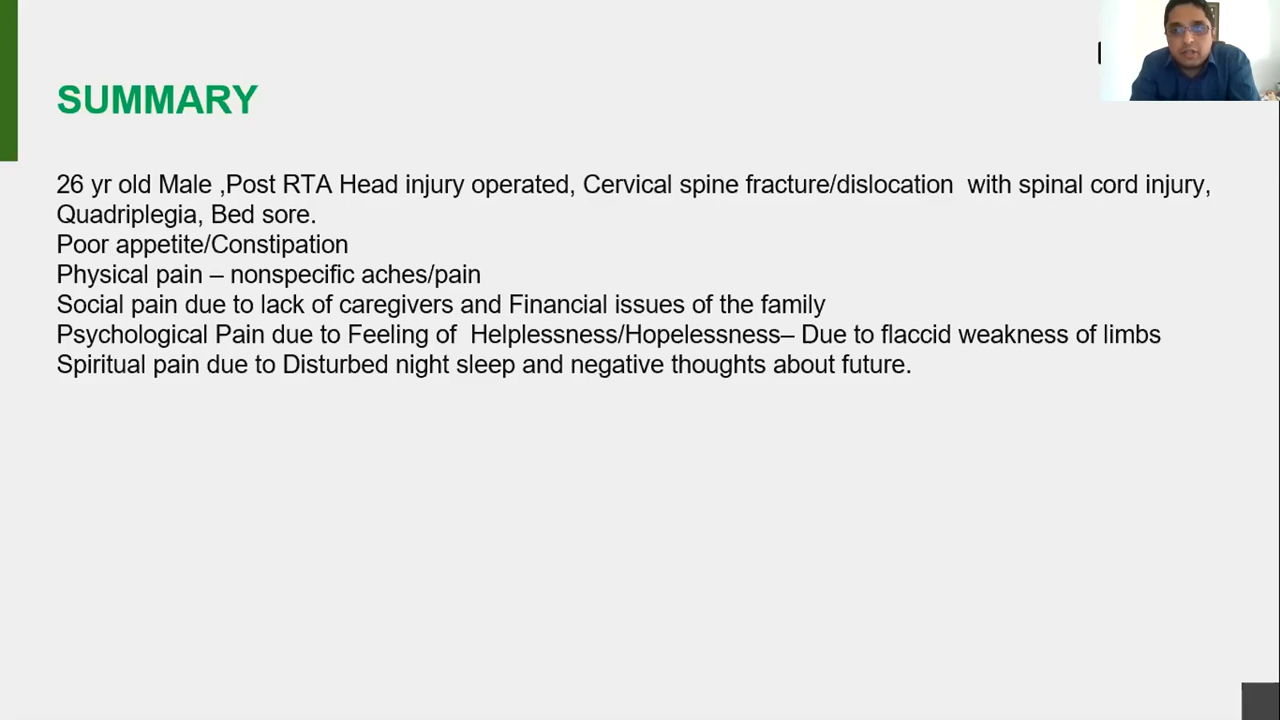 SUMMARY
26 yr old Male ,Post RTA Head injury operated, Cervical spine fracture/dislocation  with spinal cord injury,
Quadriplegia, Bed sore.
Poor appetite/Constipation
Physical pain – nonspecific aches/pain
Social pain due to lack of caregivers and Financial issues of the family
Psychological Pain due to Feeling of  Helplessness/Hopelessness– Due to flaccid weakness of limbs
Spiritual pain due to Disturbed night sleep and negative thoughts about future.